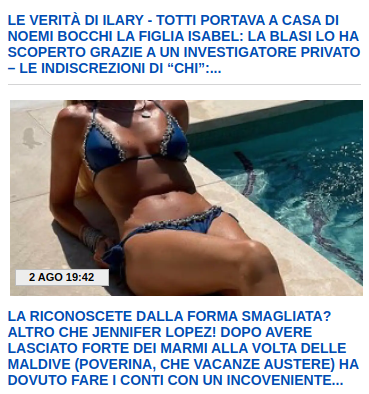 LE VERITÀ DI ILARY - TOTTI PORTAVA A CASA DI
NOEMI BOCCHI LA FIGLIA ISABEL: LA BLASI LO HA
SCOPERTO GRAZIE A UN INVESTIGATORE PRIVATO
– LE INDISCREZIONI DI “CHI”:...
2 AGO 19:42
LA RICONOSCETE DALLA FORMA SMAGLIATA?
ALTRO CHE JENNIFER LOPEZ! DOPO AVERE
LASCIATO FORTE DEI MARMI ALLA VOLTA DELLE
MALDIVE (POVERINA, CHE VACANZE AUSTERE) HA
DOVUTO FARE I CONTI CON UN INCOVENIENTE...